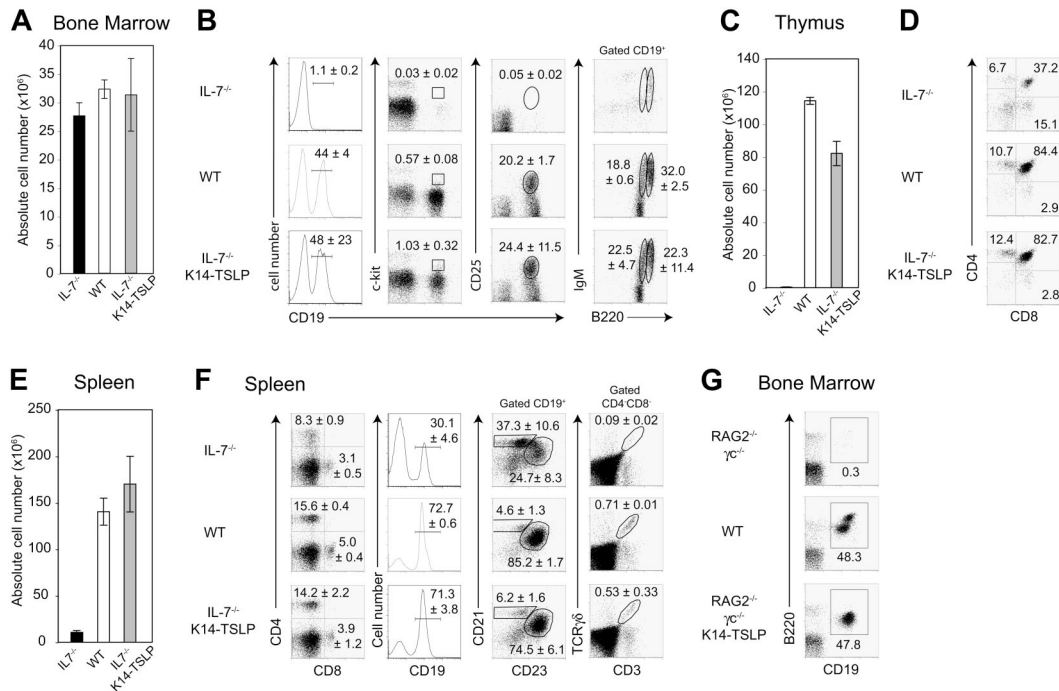 A Bone Marrow
Absolute cell number (x10⁶)
40
35
30
25
20
15
10
5
0
IL-7⁻/⁻
WT
IL-7⁻/⁻
K14-TSLP
B
Gated CD19⁺
IL-7⁻/⁻
1.1 ± 0.2
0.03 ± 0.02
0.05 ± 0.02
WT
44 ± 4
0.57 ± 0.08
20.2 ± 1.7
18.8
± 0.6
32.0
± 2.5
IL-7⁻/⁻
K14-TSLP
48 ± 23
1.03 ± 0.32
24.4 ± 11.5
22.5
± 4.7
22.3
± 11.4
cell number
c-kit
CD25
IgM
CD19
B220
C Thymus
Absolute cell number (x10⁶)
140
120
100
80
60
40
20
0
IL-7⁻/⁻
WT
IL-7⁻/⁻
K14-TSLP
D
IL-7⁻/⁻
6.7
37.2
15.1
WT
10.7
84.4
2.9
IL-7⁻/⁻
K14-TSLP
12.4
82.7
2.8
CD4
CD8
E Spleen
Absolute cell number (x10⁶)
250
200
150
100
50
0
IL7⁻/⁻
WT
IL7⁻/⁻
K14-TSLP
F Spleen
Gated CD19⁺
Gated
CD4⁻CD8⁻
IL-7⁻/⁻
8.3 ± 0.9
3.1
± 0.5
30.1
± 4.6
37.3 ± 10.6
24.7± 8.3
0.09 ± 0.02
WT
15.6 ± 0.4
5.0
± 0.4
72.7
± 0.6
4.6 ± 1.3
85.2 ± 1.7
0.71 ± 0.01
IL-7⁻/⁻
K14-TSLP
14.2 ± 2.2
3.9
± 1.2
71.3
± 3.8
6.2 ± 1.6
74.5 ± 6.1
0.53 ± 0.33
CD4
Cell number
CD21
TCRγδ
CD8
CD19
CD23
CD3
G Bone Marrow
RAG2⁻/⁻
γc⁻/⁻
0.3
WT
48.3
RAG2⁻/⁻
γc⁻/⁻
K14-TSLP
47.8
B220
CD19